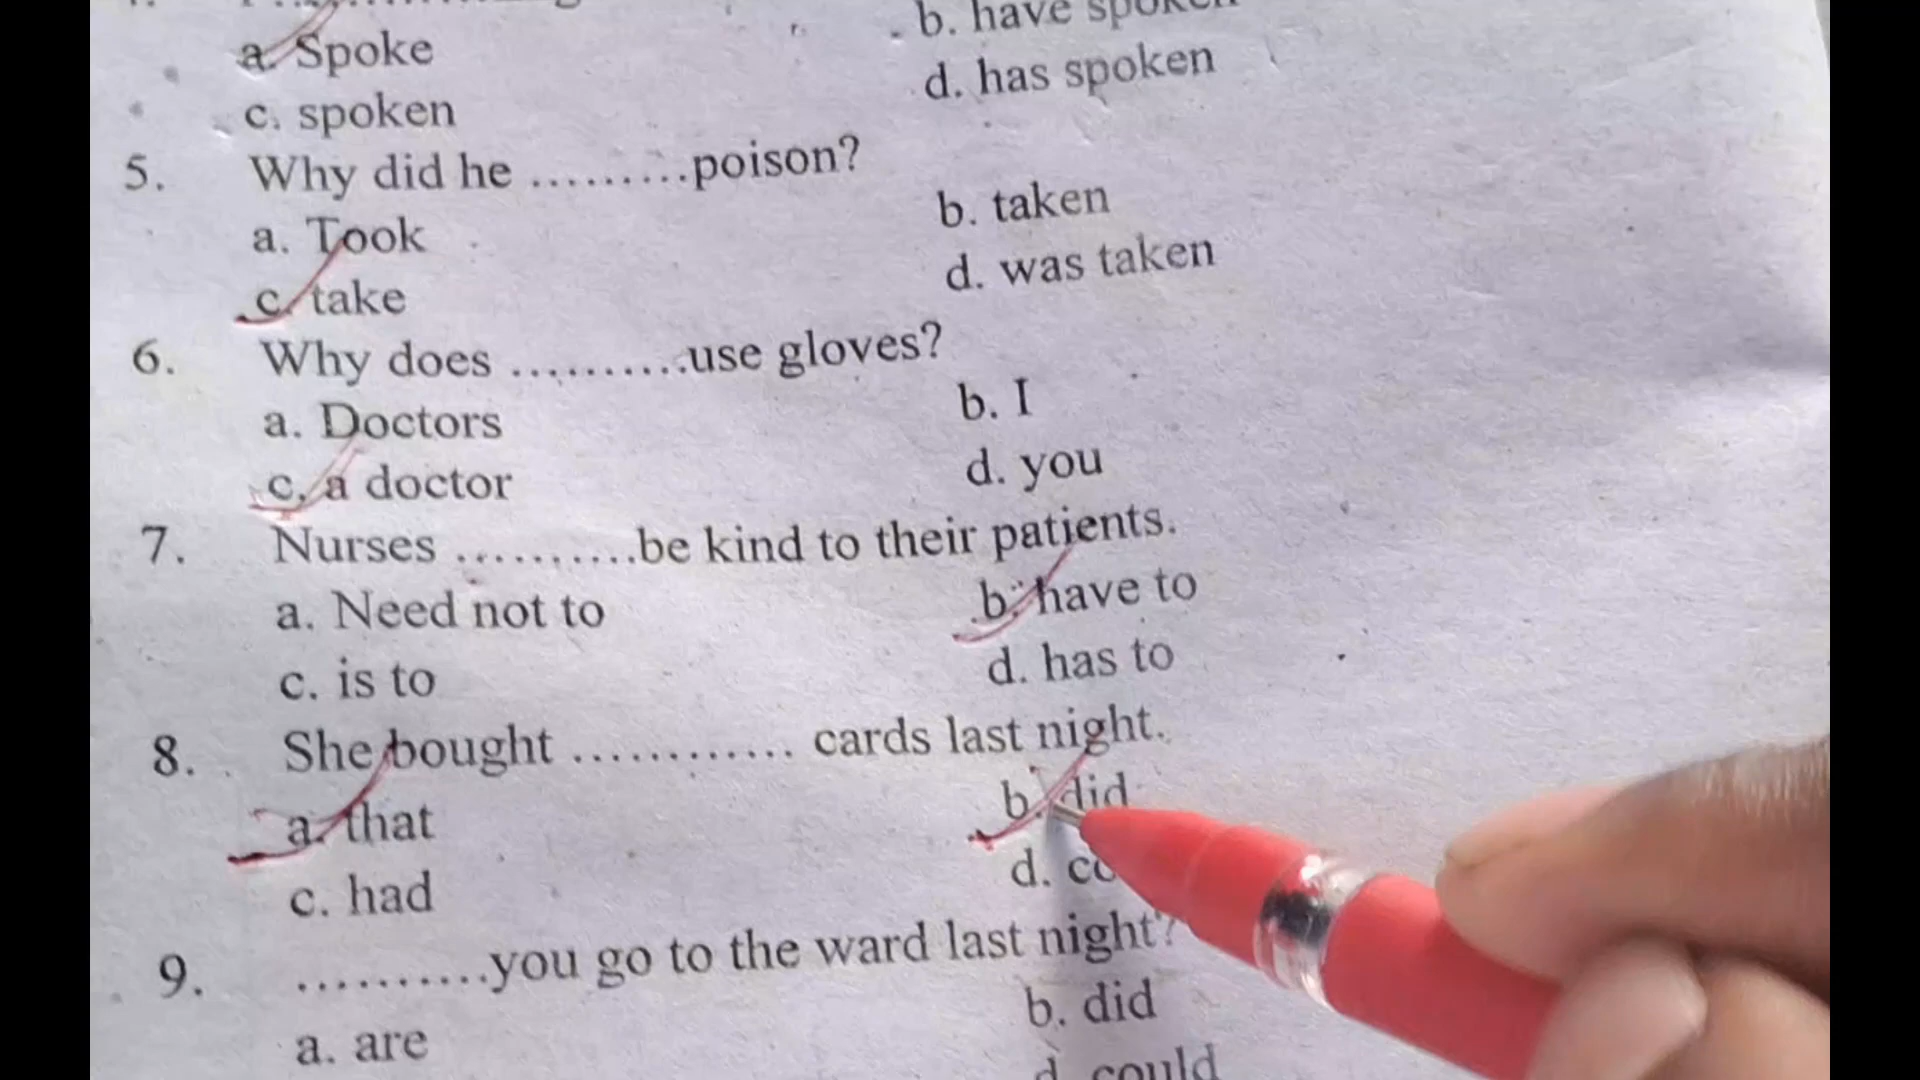 a. Spoke
b. have spoken
c. spoken
d. has spoken
5. Why did he .........poison?
a. Took
b. taken
c. take
d. was taken
6. Why does ..........use gloves?
a. Doctors
b. I
c. a doctor
d. you
7. Nurses ..........be kind to their patients.
a. Need not to
b. have to
c. is to
d. has to
8. She bought ............ cards last night.
a. that
b. did
c. had
d.
9. ..........you go to the ward last night?
a. are
b. did
d. could